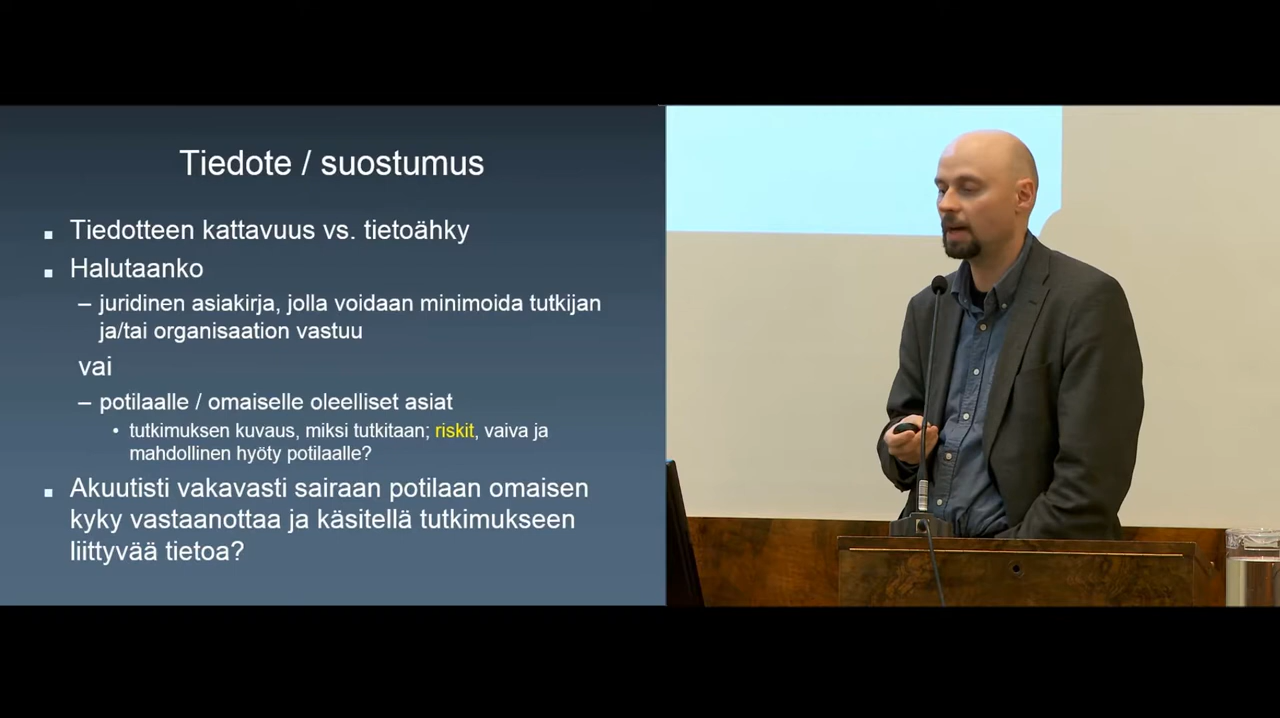 Tiedote / suostumus
Tiedotteen kattavuus vs. tietoähky
Halutaanko
– juridinen asiakirja, jolla voidaan minimoida tutkijan
ja/tai organisaation vastuu
vai
– potilaalle / omaiselle oleelliset asiat
• tutkimuksen kuvaus, miksi tutkitaan; riskit, vaiva ja
mahdollinen hyöty potilaalle?
Akuutisti vakavasti sairaan potilaan omaisen
kyky vastaanottaa ja käsitellä tutkimukseen
liittyvää tietoa?